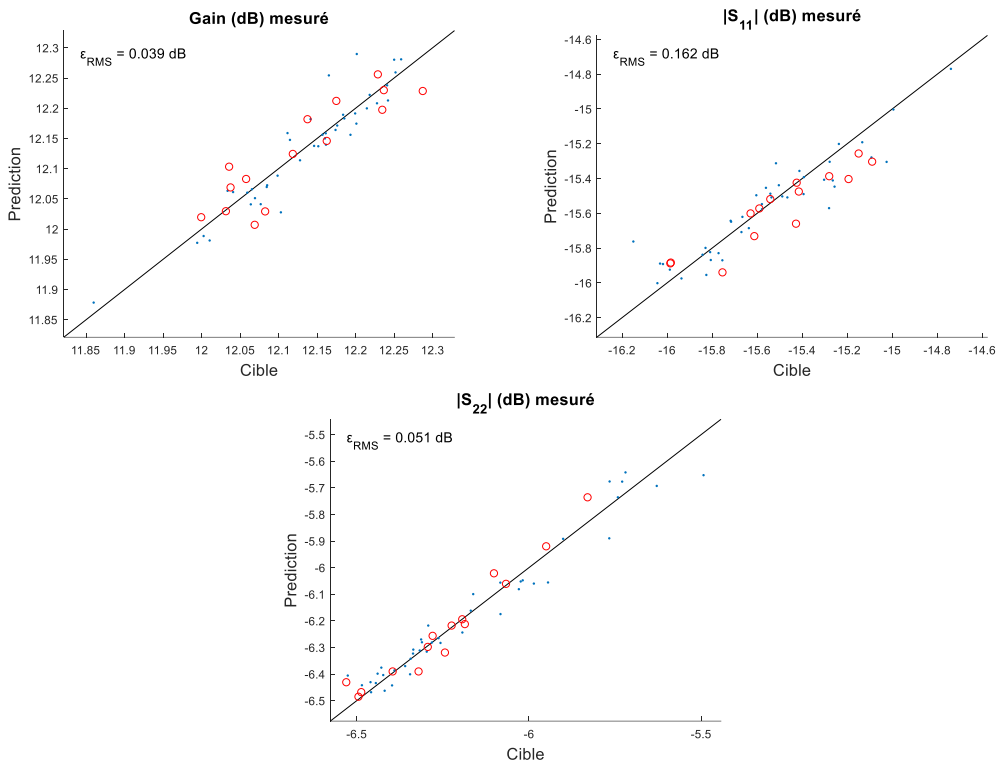 Gain (dB) mesuré
ε_RMS = 0.039 dB
12.3
12.25
12.2
12.15
12.1
12.05
12
11.95
11.9
11.85
Prediction
11.85 11.9 11.95 12 12.05 12.1 12.15 12.2 12.25 12.3
Cible
|S_11| (dB) mesuré
ε_RMS = 0.162 dB
-14.6
-14.8
-15
-15.2
-15.4
-15.6
-15.8
-16
-16.2
Prediction
-16.2 -16 -15.8 -15.6 -15.4 -15.2 -15 -14.8 -14.6
Cible
|S_22| (dB) mesuré
ε_RMS = 0.051 dB
-5.5
-5.6
-5.7
-5.8
-5.9
-6
-6.1
-6.2
-6.3
-6.4
-6.5
Prediction
-6.5 -6 -5.5
Cible